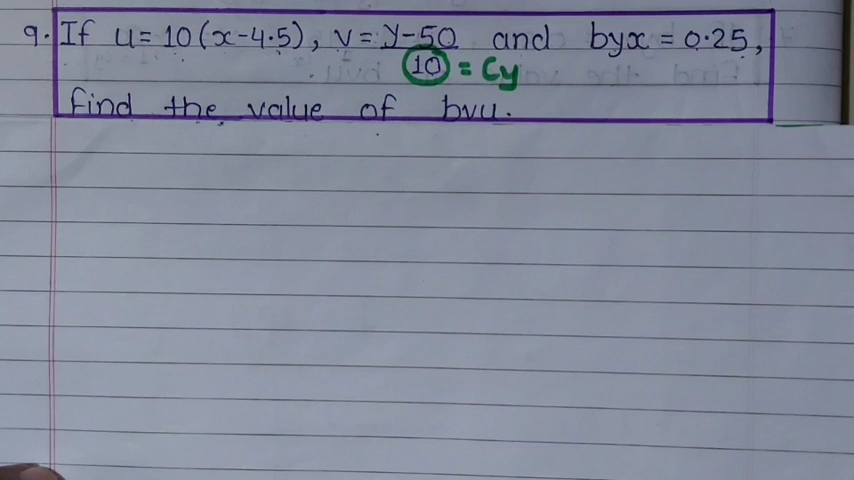 9. If u = 10(x-4.5), v = y-50 and byx = 0.25,
10 = Cy
find the value of bvu.